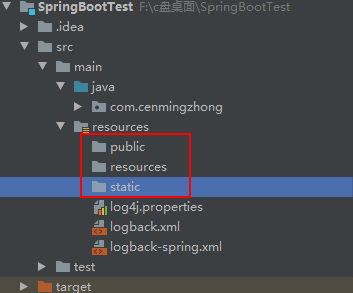 SpringBootTest F:\c盘桌面\SpringBootTest
.idea
src
main
java
com.cenmingzhong
resources
public
resources
static
log4j.properties
logback.xml
logback-spring.xml
test
target